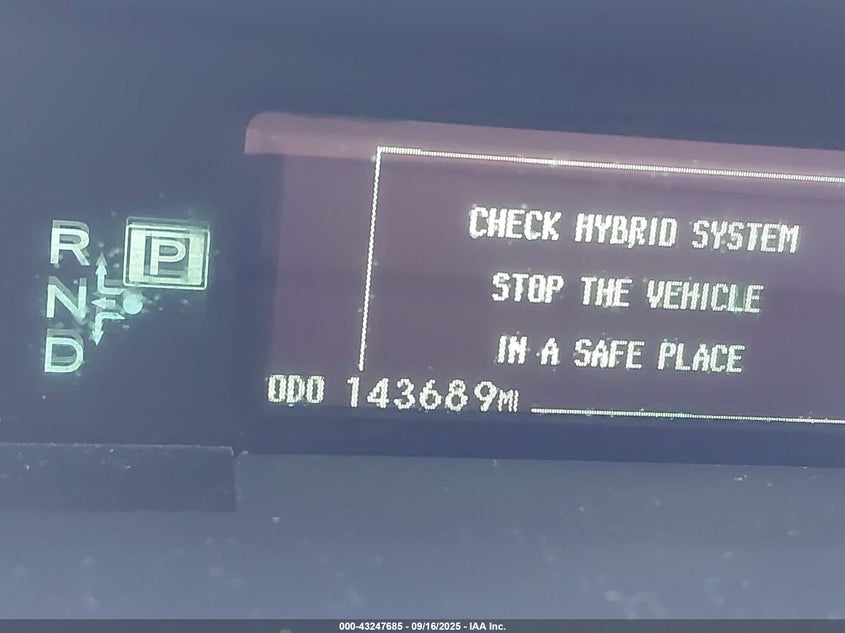 CHECK HYBRID SYSTEM
STOP THE VEHICLE
IN A SAFE PLACE
R
P
N
D
ODO 143689MI
000-43247685 - 09/16/2025 - IAA Inc.